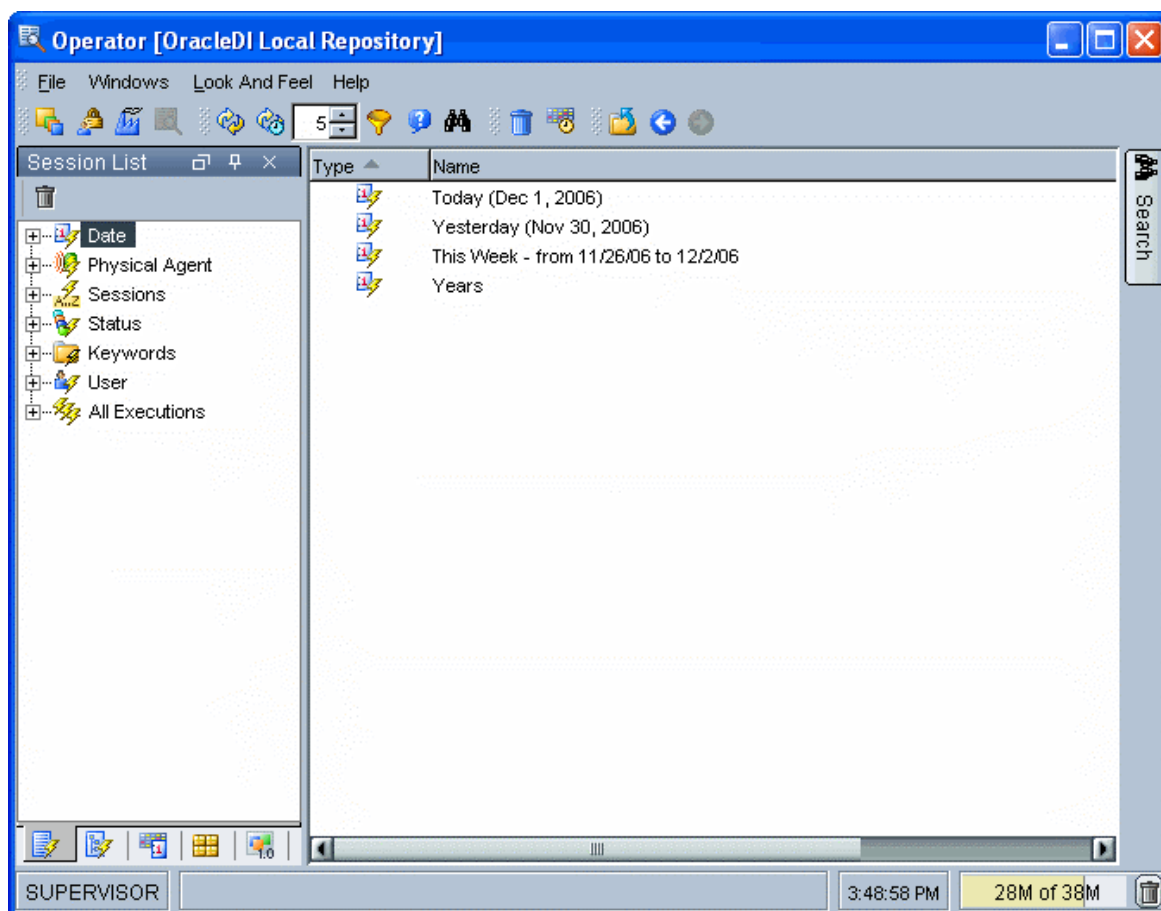 Operator [OracleDI Local Repository]
File Windows Look And Feel Help
5
Session List
Type Name
Date
Physical Agent
Sessions
Status
Keywords
User
All Executions
Today (Dec 1, 2006)
Yesterday (Nov 30, 2006)
This Week - from 11/26/06 to 12/2/06
Years
Search
SUPERVISOR
3:48:58 PM
28M of 38M